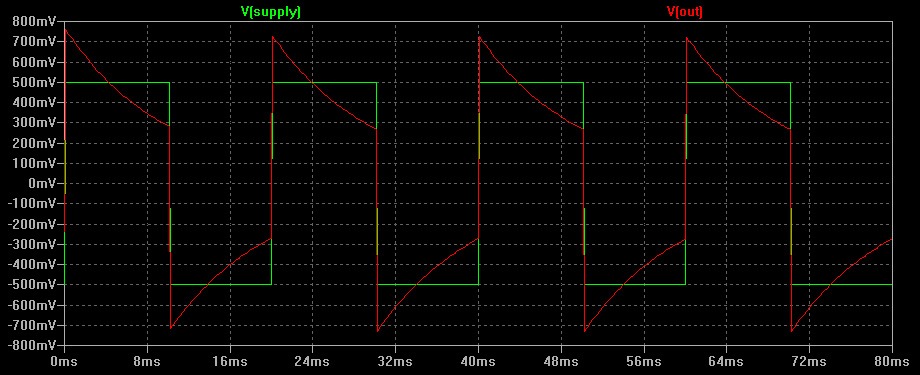 V(supply) V(out)
800mV
700mV
600mV
500mV
400mV
300mV
200mV
100mV
0mV
-100mV
-200mV
-300mV
-400mV
-500mV
-600mV
-700mV
-800mV
0ms 8ms 16ms 24ms 32ms 40ms 48ms 56ms 64ms 72ms 80ms